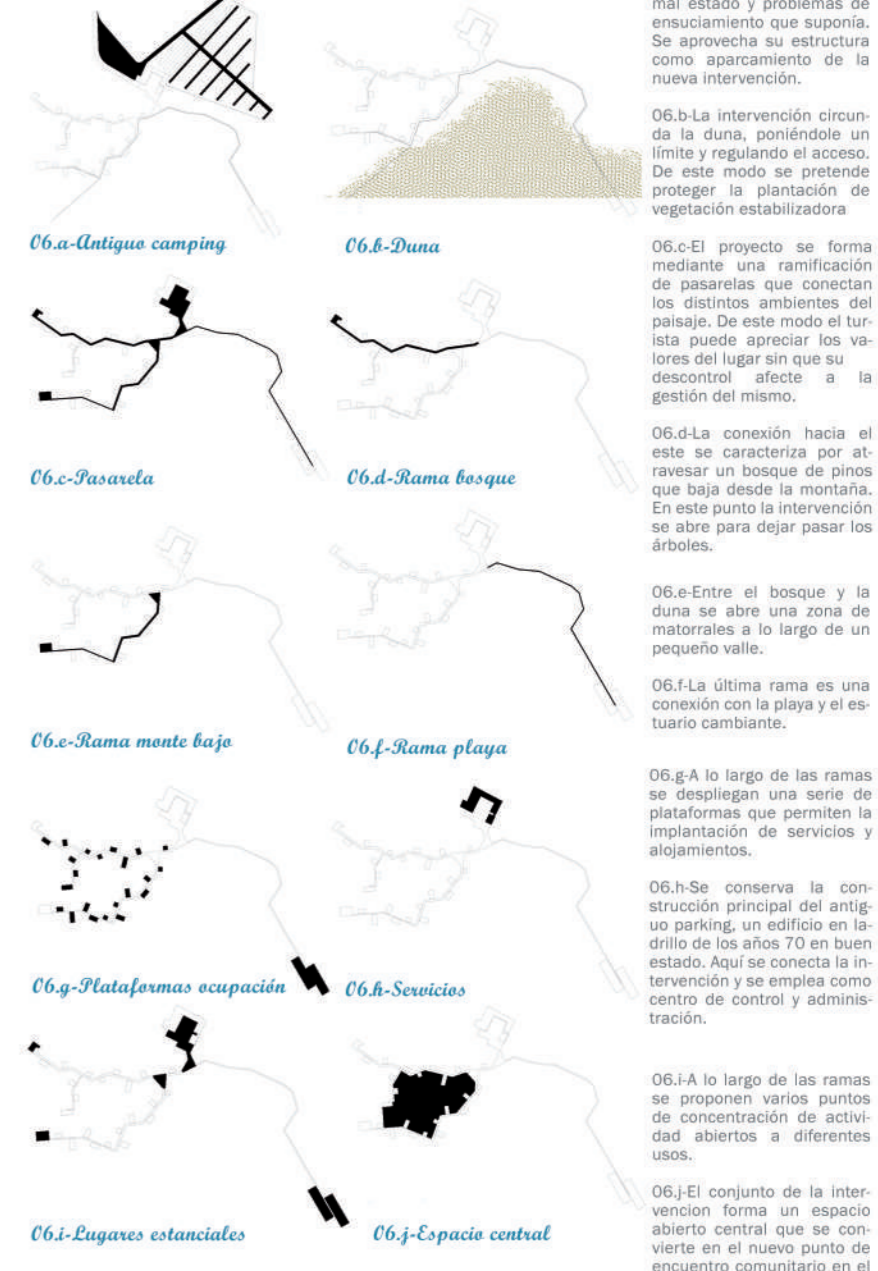 mal estado y problemas de
ensuciamiento que suponía.
Se aprovecha su estructura
como aparcamiento de la
nueva intervención.
06.b-La intervención circun-
da la duna, poniéndole un
límite y regulando el acceso.
De este modo se pretende
proteger la plantación de
vegetación estabilizadora
06.a-Antiguo camping
06.b-Duna
06.c-El proyecto se forma
mediante una ramificación
de pasarelas que conectan
los distintos ambientes del
paisaje. De este modo el tur-
ista puede apreciar los va-
lores del lugar sin que su
descontrol afecte a la
gestión del mismo.
06.c-Pasarela
06.d-Rama bosque
06.d-La conexión hacia el
este se caracteriza por at-
ravesar un bosque de pinos
que baja desde la montaña.
En este punto la intervención
se abre para dejar pasar los
árboles.
06.e-Entre el bosque y la
duna se abre una zona de
matorrales a lo largo de un
pequeño valle.
06.f-La última rama es una
conexión con la playa y el es-
tuario cambiante.
06.e-Rama monte bajo
06.f-Rama playa
06.g-A lo largo de las ramas
se despliegan una serie de
plataformas que permiten la
implantación de servicios y
alojamientos.
06.h-Se conserva la con-
strucción principal del antig-
uo parking, un edificio en la-
drillo de los años 70 en buen
estado. Aquí se conecta la in-
tervención y se emplea como
centro de control y adminis-
tración.
06.g-Plataformas ocupación
06.h-Servicios
06.i-A lo largo de las ramas
se proponen varios puntos
de concentración de activi-
dad abiertos a diferentes
usos.
06.j-El conjunto de la inter-
vencion forma un espacio
abierto central que se con-
vierte en el nuevo punto de
encuentro comunitario en el
06.i-Lugares estanciales
06.j-Espacio central